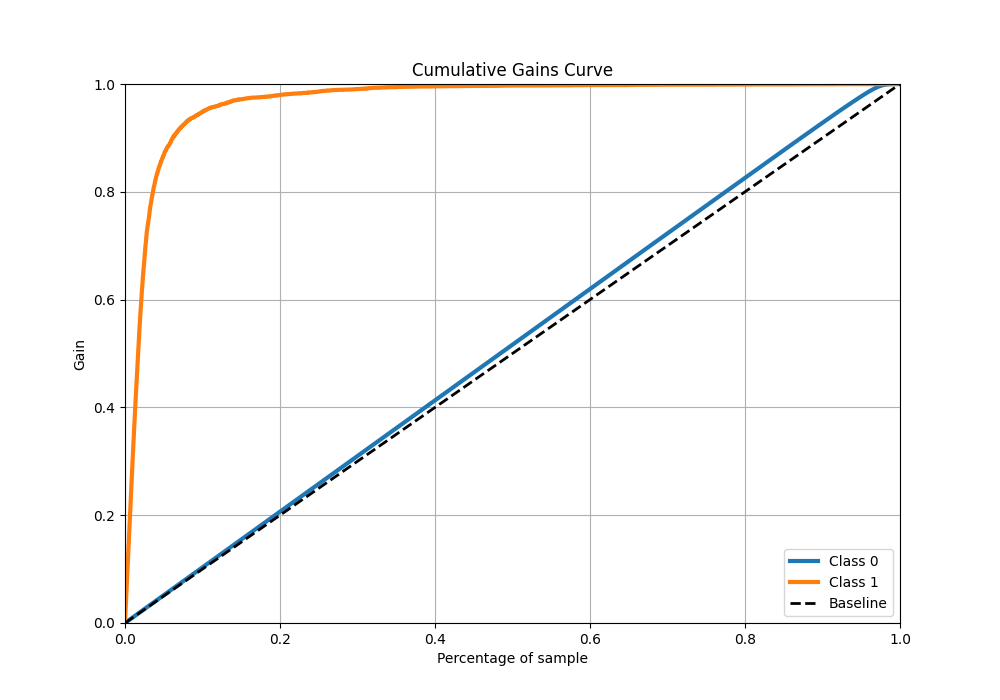 Cumulative Gains Curve
1.0
0.8
0.6
0.4
0.2
0.0
Gain
0.0 0.2 0.4 0.6 0.8 1.0
Percentage of sample
Class 0
Class 1
Baseline